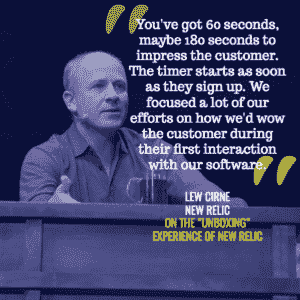 "You've got 60 seconds,
maybe 180 seconds to
impress the customer.
The timer starts as soon
as they sign up. We
focused a lot of our
efforts on how we'd wow
the customer during
their first interaction
with our software."
LEW CIRNE
NEW RELIC
ON THE "UNBOXING"
EXPERIENCE OF NEW RELIC